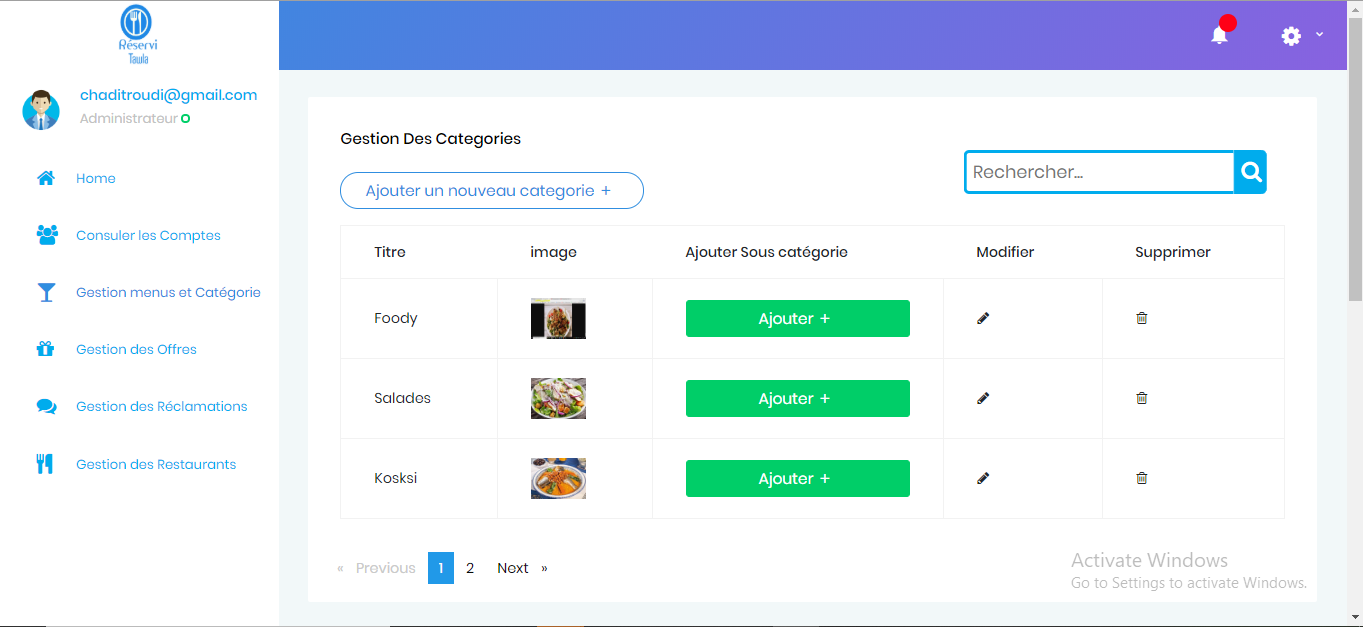 Réservi
Tawla
chaditroudi@gmail.com
Administrateur
Home
Consuler les Comptes
Gestion menus et Catégorie
Gestion des Offres
Gestion des Réclamations
Gestion des Restaurants
Gestion Des Categories
Ajouter un nouveau categorie +
Rechercher...
Titre image Ajouter Sous catégorie Modifier Supprimer
Foody Ajouter +
Salades Ajouter +
Kosksi Ajouter +
« Previous 1 2 Next »
Activate Windows
Go to Settings to activate Windows.